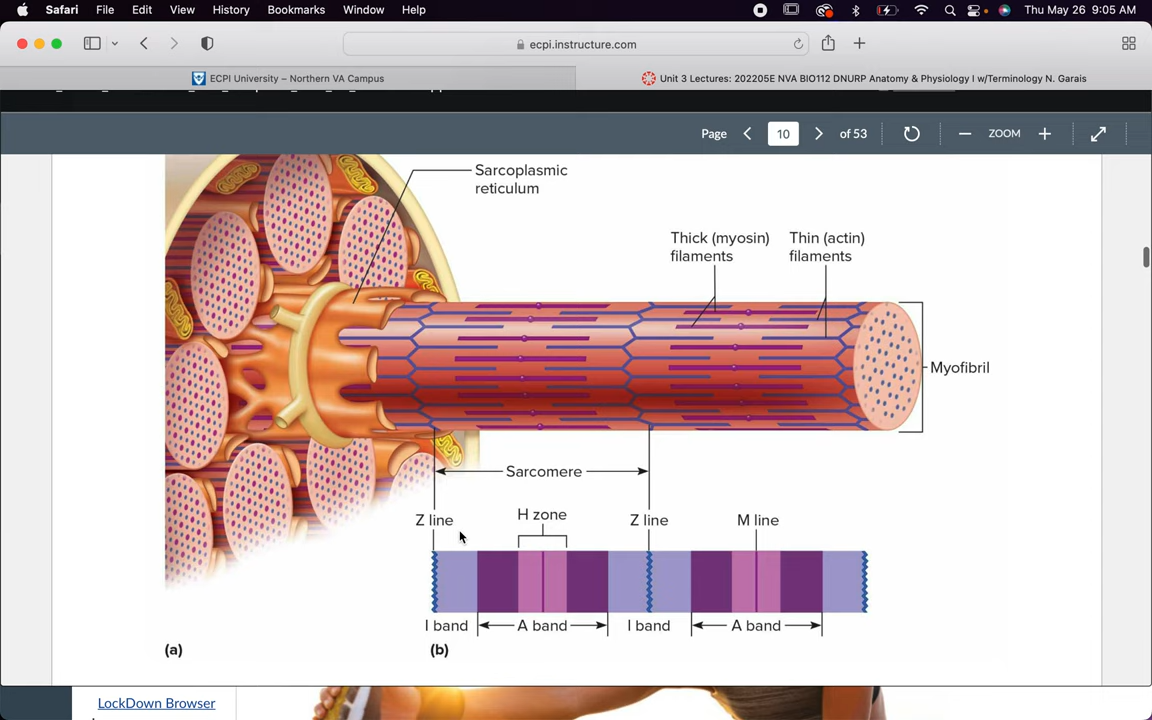 Safari File Edit View History Bookmarks Window Help Thu May 26 9:05 AM
ecpi.instructure.com
ECPI University – Northern VA Campus
Unit 3 Lectures: 202205E NVA BIO112 DNURP Anatomy & Physiology I w/Terminology N. Garais
Page 10 of 53 ZOOM
Sarcoplasmic
reticulum
Thick (myosin)
filaments
Thin (actin)
filaments
Myofibril
Sarcomere
H zone
Z line
Z line
M line
I band
A band
I band
A band
(a)
(b)
LockDown Browser